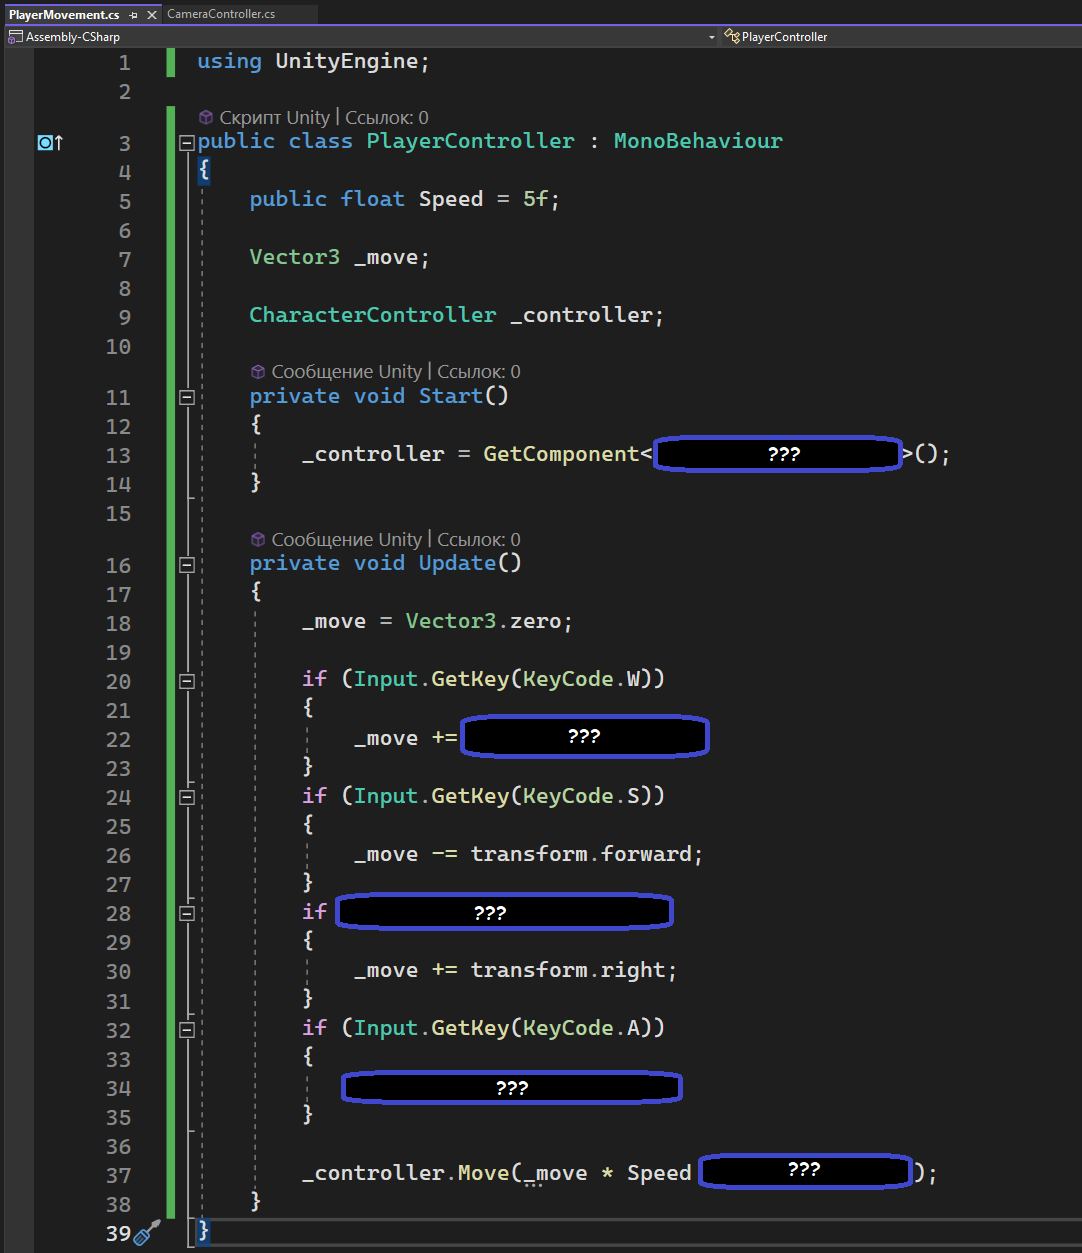 PlayerMovement.cs CameraController.cs
Assembly-CSharp PlayerController
1 using UnityEngine;
2
Скрипт Unity | Ссылок: 0
3 public class PlayerController : MonoBehaviour
4 {
5 public float Speed = 5f;
6
7 Vector3 _move;
8
9 CharacterController _controller;
10
Сообщение Unity | Ссылок: 0
11 private void Start()
12 {
13 _controller = GetComponent< ??? >();
14 }
15
Сообщение Unity | Ссылок: 0
16 private void Update()
17 {
18 _move = Vector3.zero;
19
20 if (Input.GetKey(KeyCode.W))
21 {
22 _move += ???
23 }
24 if (Input.GetKey(KeyCode.S))
25 {
26 _move -= transform.forward;
27 }
28 if ???
29 {
30 _move += transform.right;
31 }
32 if (Input.GetKey(KeyCode.A))
33 {
34 ???
35 }
36
37 _controller.Move(_move * Speed ??? );
38 }
39 }